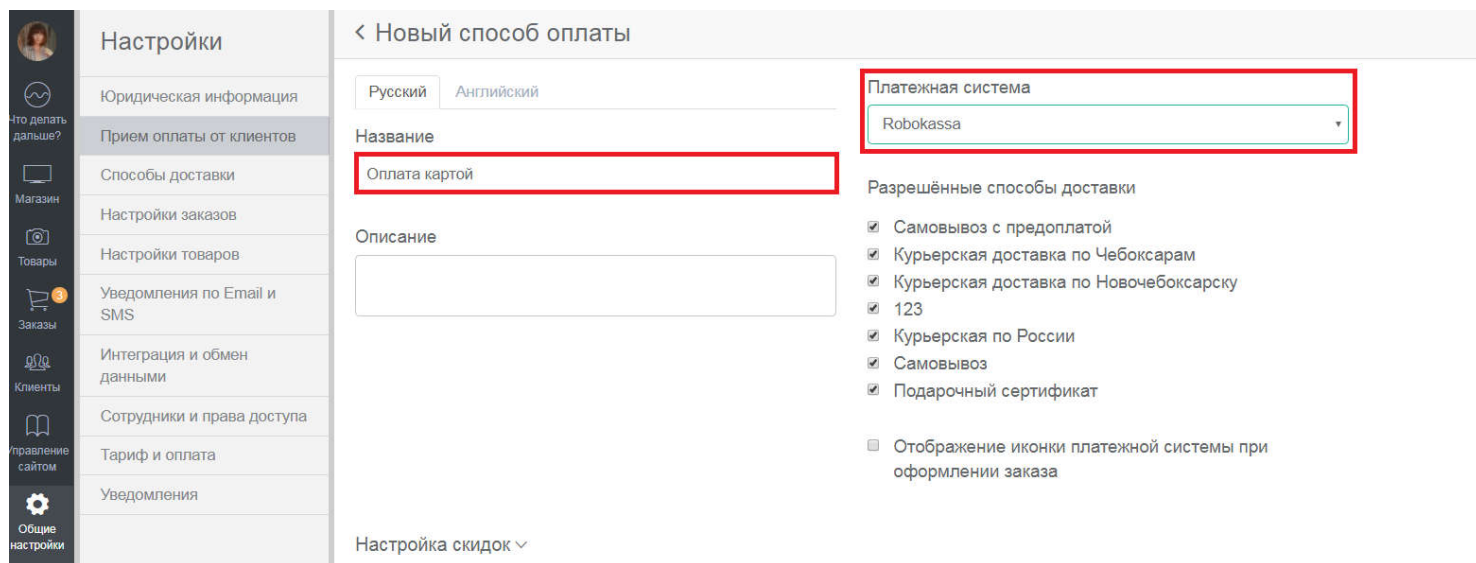 Что делать
дальше?
Магазин
Товары
3
Заказы
Клиенты
Управление
сайтом
Общие
настройки
Настройки
Юридическая информация
Прием оплаты от клиентов
Способы доставки
Настройки заказов
Настройки товаров
Уведомления по Email и
SMS
Интеграция и обмен
данными
Сотрудники и права доступа
Тариф и оплата
Уведомления
< Новый способ оплаты
Русский Английский
Название
Оплата картой
Описание
Настройка скидок
Платежная система
Robokassa
Разрешённые способы доставки
Самовывоз с предоплатой
Курьерская доставка по Чебоксарам
Курьерская доставка по Новочебоксарску
123
Курьерская по России
Самовывоз
Подарочный сертификат
Отображение иконки платежной системы при
оформлении заказа